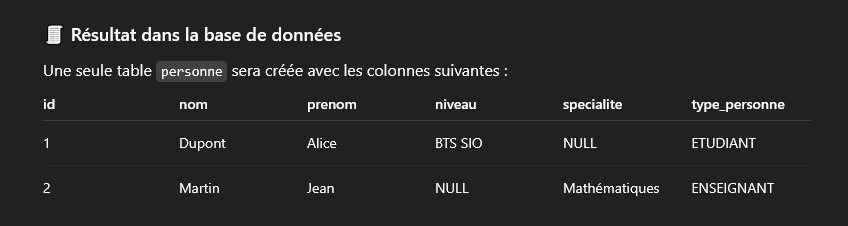 Résultat dans la base de données
Une seule table personne sera créée avec les colonnes suivantes :
id nom prenom niveau specialite type_personne
1 Dupont Alice BTS SIO NULL ETUDIANT
2 Martin Jean NULL Mathématiques ENSEIGNANT